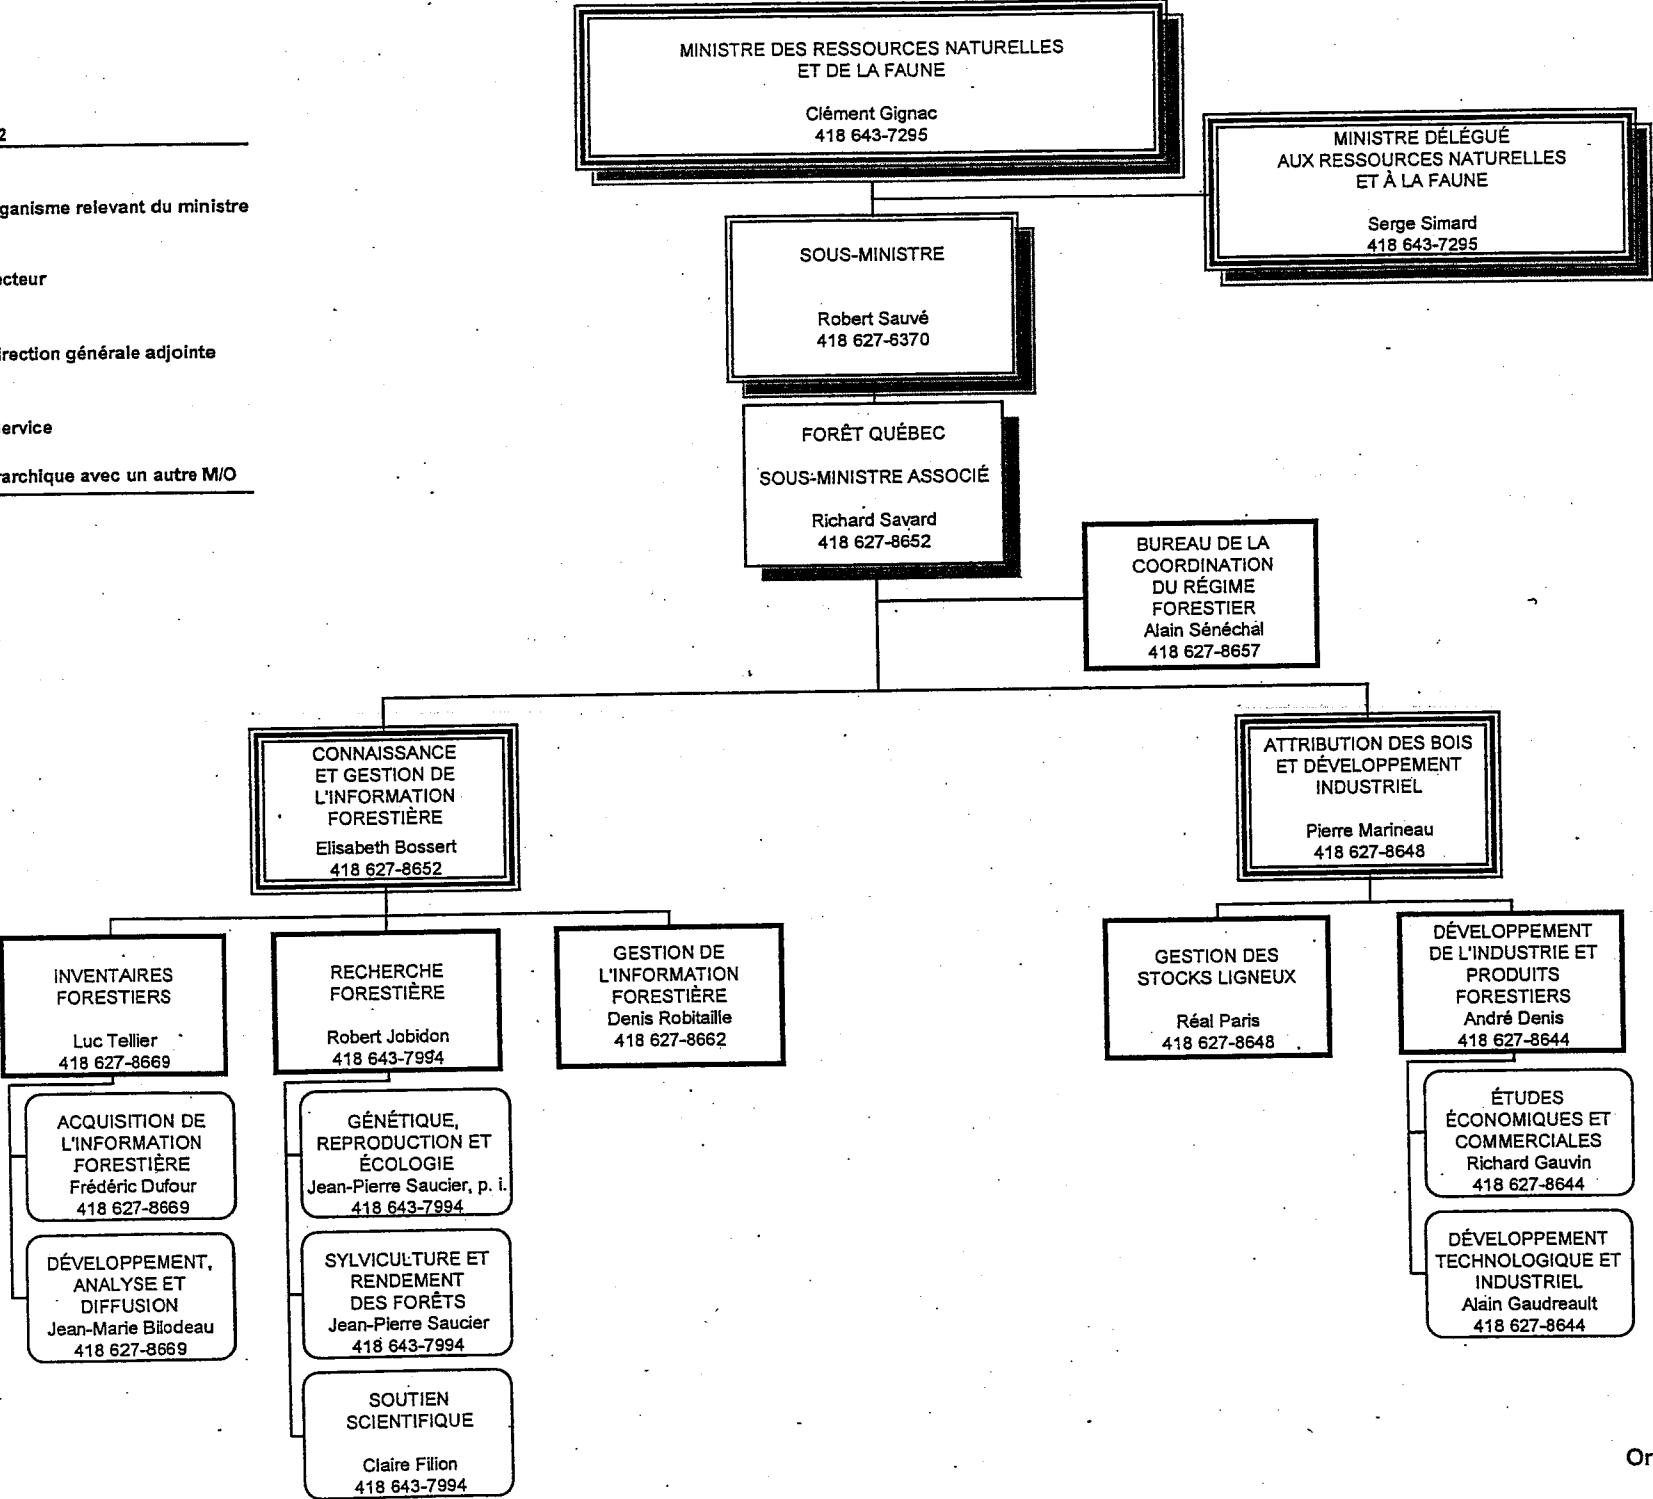 MINISTRE DES RESSOURCES NATURELLES
ET DE LA FAUNE
Clément Gignac
418 643-7295
MINISTRE DÉLÉGUÉ
AUX RESSOURCES NATURELLES
ET À LA FAUNE
Serge Simard
418 643-7295
2
ganisme relevant du ministre
cteur
irection générale adjointe
ervice
rarchique avec un autre M/O
SOUS-MINISTRE
Robert Sauvé
418 627-6370
FORÊT QUÉBEC
SOUS-MINISTRE ASSOCIÉ
Richard Savard
418 627-8652
BUREAU DE LA
COORDINATION
DU RÉGIME
FORESTIER
Alain Sénéchal
418 627-8657
CONNAISSANCE
ET GESTION DE
L'INFORMATION
FORESTIÈRE
Elisabeth Bossert
418 627-8652
ATTRIBUTION DES BOIS
ET DÉVELOPPEMENT
INDUSTRIEL
Pierre Marineau
418 627-8648
INVENTAIRES
FORESTIERS
Luc Tellier
418 627-8669
RECHERCHE
FORESTIÈRE
Robert Jobidon
418 643-7994
GESTION DE
L'INFORMATION
FORESTIÈRE
Denis Robitaille
418 627-8662
GESTION DES
STOCKS LIGNEUX
Réal Paris
418 627-8648
DÉVELOPPEMENT
DE L'INDUSTRIE ET
PRODUITS
FORESTIERS
André Denis
418 627-8644
ACQUISITION DE
L'INFORMATION
FORESTIÈRE
Frédéric Dufour
418 627-8669
DÉVELOPPEMENT,
ANALYSE ET
DIFFUSION
Jean-Marie Bilodeau
418 627-8669
GÉNÉTIQUE,
REPRODUCTION ET
ÉCOLOGIE
Jean-Pierre Saucier, p. i.
418 643-7994
SYLVICULTURE ET
RENDEMENT
DES FORÊTS
Jean-Pierre Saucier
418 643-7994
SOUTIEN
SCIENTIFIQUE
Claire Filion
418 643-7994
ÉTUDES
ÉCONOMIQUES ET
COMMERCIALES
Richard Gauvin
418 627-8644
DÉVELOPPEMENT
TECHNOLOGIQUE ET
INDUSTRIEL
Alain Gaudreault
418 627-8644
Or